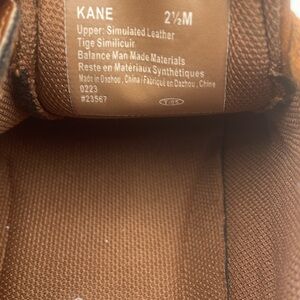 KANE 2½M
Upper: Simulated Leather
Tige Similicuir
Balance Man Made Materials
Reste en Matériaux Synthétiques
Made in Dazhou, China / Fabriqué en Dazhou, Chine
0223
#23567